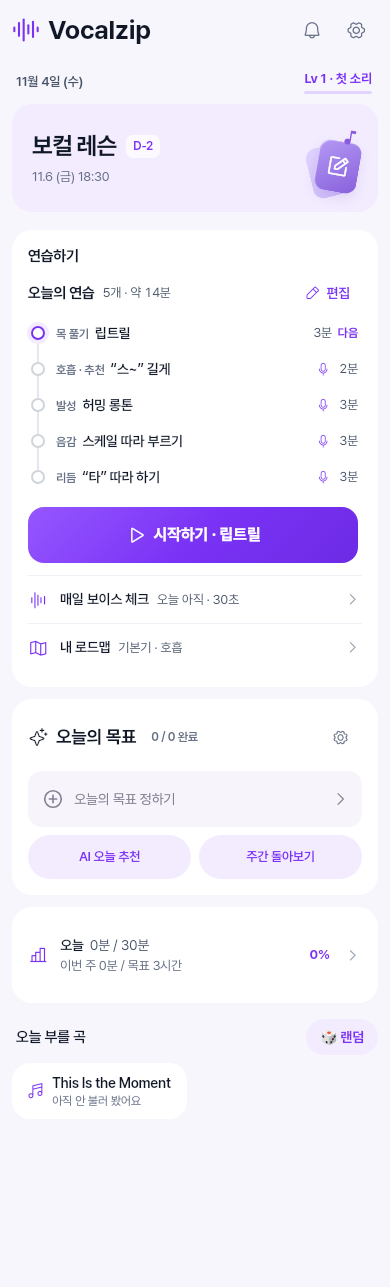 Vocalzip
11월 4일 (수)
Lv 1 · 첫 소리
보컬 레슨 D-2
11.6 (금) 18:30
연습하기
오늘의 연습 5개 · 약 14분 편집
목 풀기 립트릴 3분 다음
호흡 · 추천 “스~” 길게 2분
발성 허밍 롱톤 3분
음감 스케일 따라 부르기 3분
리듬 “타” 따라 하기 3분
시작하기 · 립트릴
매일 보이스 체크 오늘 아직 · 30초
내 로드맵 기본기 · 호흡
오늘의 목표 0 / 0 완료
오늘의 목표 정하기
AI 오늘 추천 주간 돌아보기
오늘 0분 / 30분
이번 주 0분 / 목표 3시간 0%
오늘 부를 곡 🎲 랜덤
This Is the Moment
아직 안 불러 봤어요